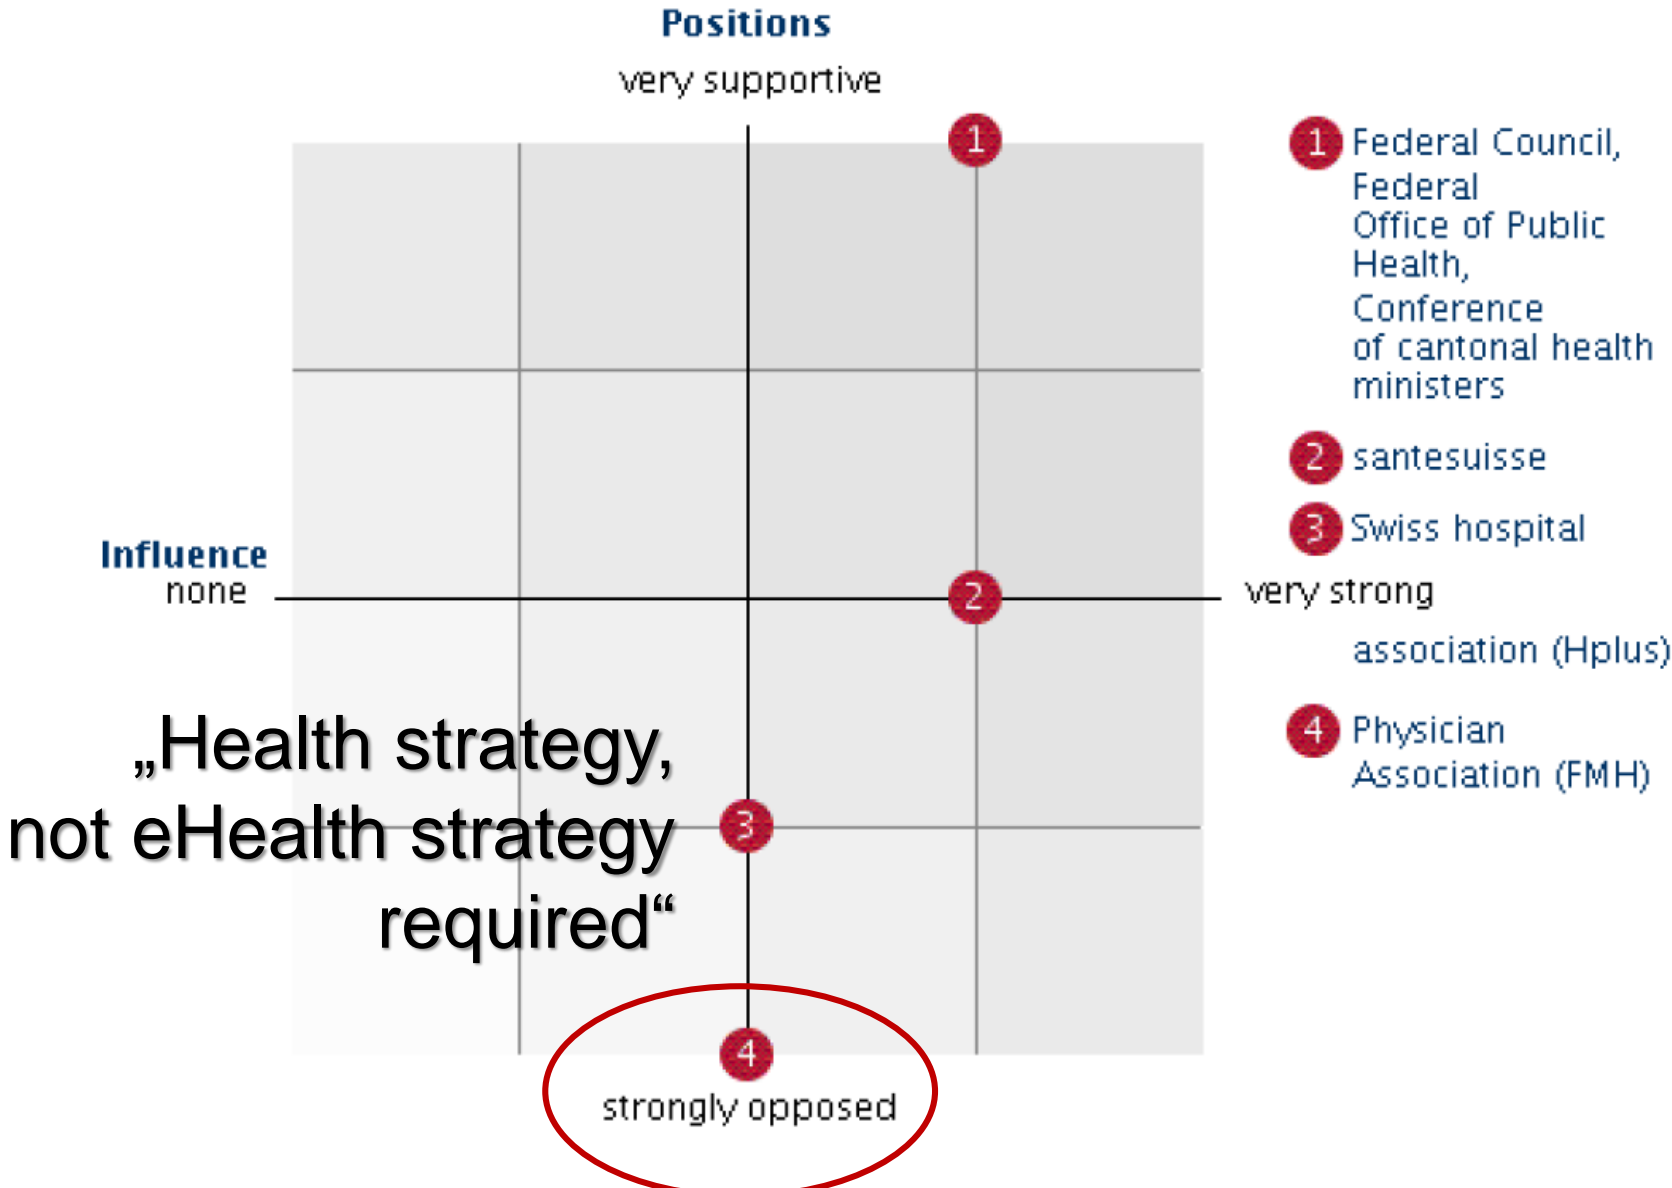 Positions
very supportive
1
1 Federal Council,
Federal
Office of Public
Health,
Conference
of cantonal health
ministers
2 santesuisse
3 Swiss hospital
Influence
none
2
very strong
association (Hplus)
4 Physician
Association (FMH)
„Health strategy,
not eHealth strategy
required“
3
4
strongly opposed